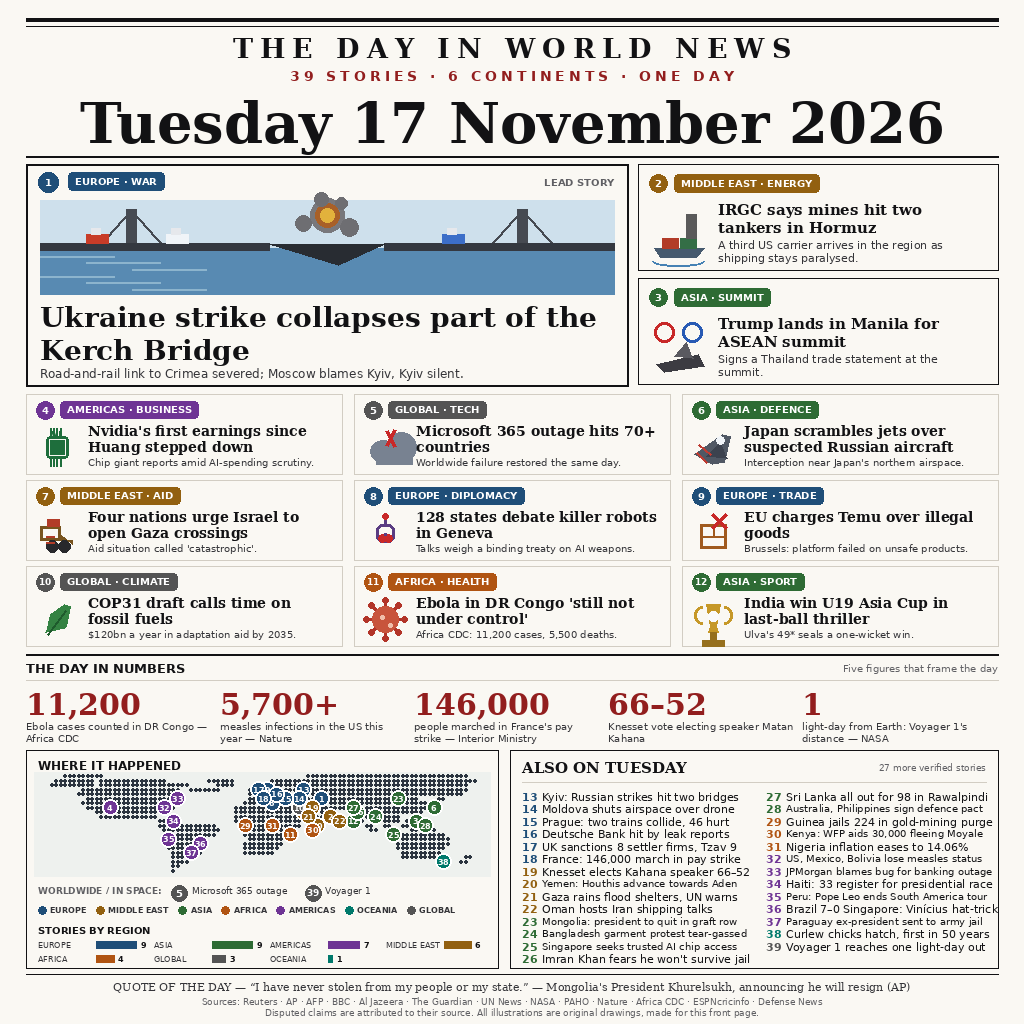 THE DAY IN WORLD NEWS
39 STORIES · 6 CONTINENTS · ONE DAY
Tuesday 17 November 2026
1 EUROPE · WAR
LEAD STORY
Ukraine strike collapses part of the
Kerch Bridge
Road-and-rail link to Crimea severed; Moscow blames Kyiv, Kyiv silent.
2 MIDDLE EAST · ENERGY
IRGC says mines hit two
tankers in Hormuz
A third US carrier arrives in the region as
shipping stays paralysed.
3 ASIA · SUMMIT
Trump lands in Manila for
ASEAN summit
Signs a Thailand trade statement at the
summit.
4 AMERICAS · BUSINESS
Nvidia's first earnings since
Huang stepped down
Chip giant reports amid AI-spending scrutiny.
5 GLOBAL · TECH
Microsoft 365 outage hits 70+
countries
Worldwide failure restored the same day.
6 ASIA · DEFENCE
Japan scrambles jets over
suspected Russian aircraft
Interception near Japan's northern airspace.
7 MIDDLE EAST · AID
Four nations urge Israel to
open Gaza crossings
Aid situation called 'catastrophic'.
8 EUROPE · DIPLOMACY
128 states debate killer robots
in Geneva
Talks weigh a binding treaty on AI weapons.
9 EUROPE · TRADE
EU charges Temu over illegal
goods
Brussels: platform failed on unsafe products.
10 GLOBAL · CLIMATE
COP31 draft calls time on
fossil fuels
$120bn a year in adaptation aid by 2035.
11 AFRICA · HEALTH
Ebola in DR Congo 'still not
under control'
Africa CDC: 11,200 cases, 5,500 deaths.
12 ASIA · SPORT
India win U19 Asia Cup in
last-ball thriller
Ulva's 49* seals a one-wicket win.
THE DAY IN NUMBERS
Five figures that frame the day
11,200
Ebola cases counted in DR Congo —
Africa CDC
5,700+
measles infections in the US this
year — Nature
146,000
people marched in France's pay
strike — Interior Ministry
66–52
Knesset vote electing speaker Matan
Kahana
1
light-day from Earth: Voyager 1's
distance — NASA
WHERE IT HAPPENED
4
32
33
34
35
36
37
18
16
14
1
29
31
11
30
21
22
27
24
23
6
28
25
38
WORLDWIDE / IN SPACE: 5 Microsoft 365 outage 39 Voyager 1
EUROPE MIDDLE EAST ASIA AFRICA AMERICAS OCEANIA GLOBAL
STORIES BY REGION
EUROPE 9 ASIA 9 AMERICAS 7 MIDDLE EAST 6
AFRICA 4 GLOBAL 3 OCEANIA 1
ALSO ON TUESDAY
27 more verified stories
13 Kyiv: Russian strikes hit two bridges
14 Moldova shuts airspace over drone
15 Prague: two trains collide, 46 hurt
16 Deutsche Bank hit by leak reports
17 UK sanctions 8 settler firms, Tzav 9
18 France: 146,000 march in pay strike
19 Knesset elects Kahana speaker 66–52
20 Yemen: Houthis advance towards Aden
21 Gaza rains flood shelters, UN warns
22 Oman hosts Iran shipping talks
23 Mongolia: president to quit in graft row
24 Bangladesh garment protest tear-gassed
25 Singapore seeks trusted AI chip access
26 Imran Khan fears he won't survive jail
27 Sri Lanka all out for 98 in Rawalpindi
28 Australia, Philippines sign defence pact
29 Guinea jails 224 in gold-mining purge
30 Kenya: WFP aids 30,000 fleeing Moyale
31 Nigeria inflation eases to 14.06%
32 US, Mexico, Bolivia lose measles status
33 JPMorgan blames bug for banking outage
34 Haiti: 33 register for presidential race
35 Peru: Pope Leo ends South America tour
36 Brazil 7–0 Singapore: Vinícius hat-trick
37 Paraguay ex-president sent to army jail
38 Curlew chicks hatch, first in 50 years
39 Voyager 1 reaches one light-day out
QUOTE OF THE DAY — “I have never stolen from my people or my state.” — Mongolia's President Khurelsukh, announcing he will resign (AP)
Sources: Reuters · AP · AFP · BBC · Al Jazeera · The Guardian · UN News · NASA · PAHO · Nature · Africa CDC · ESPNcricinfo · Defense News
Disputed claims are attributed to their source. All illustrations are original drawings, made for this front page.